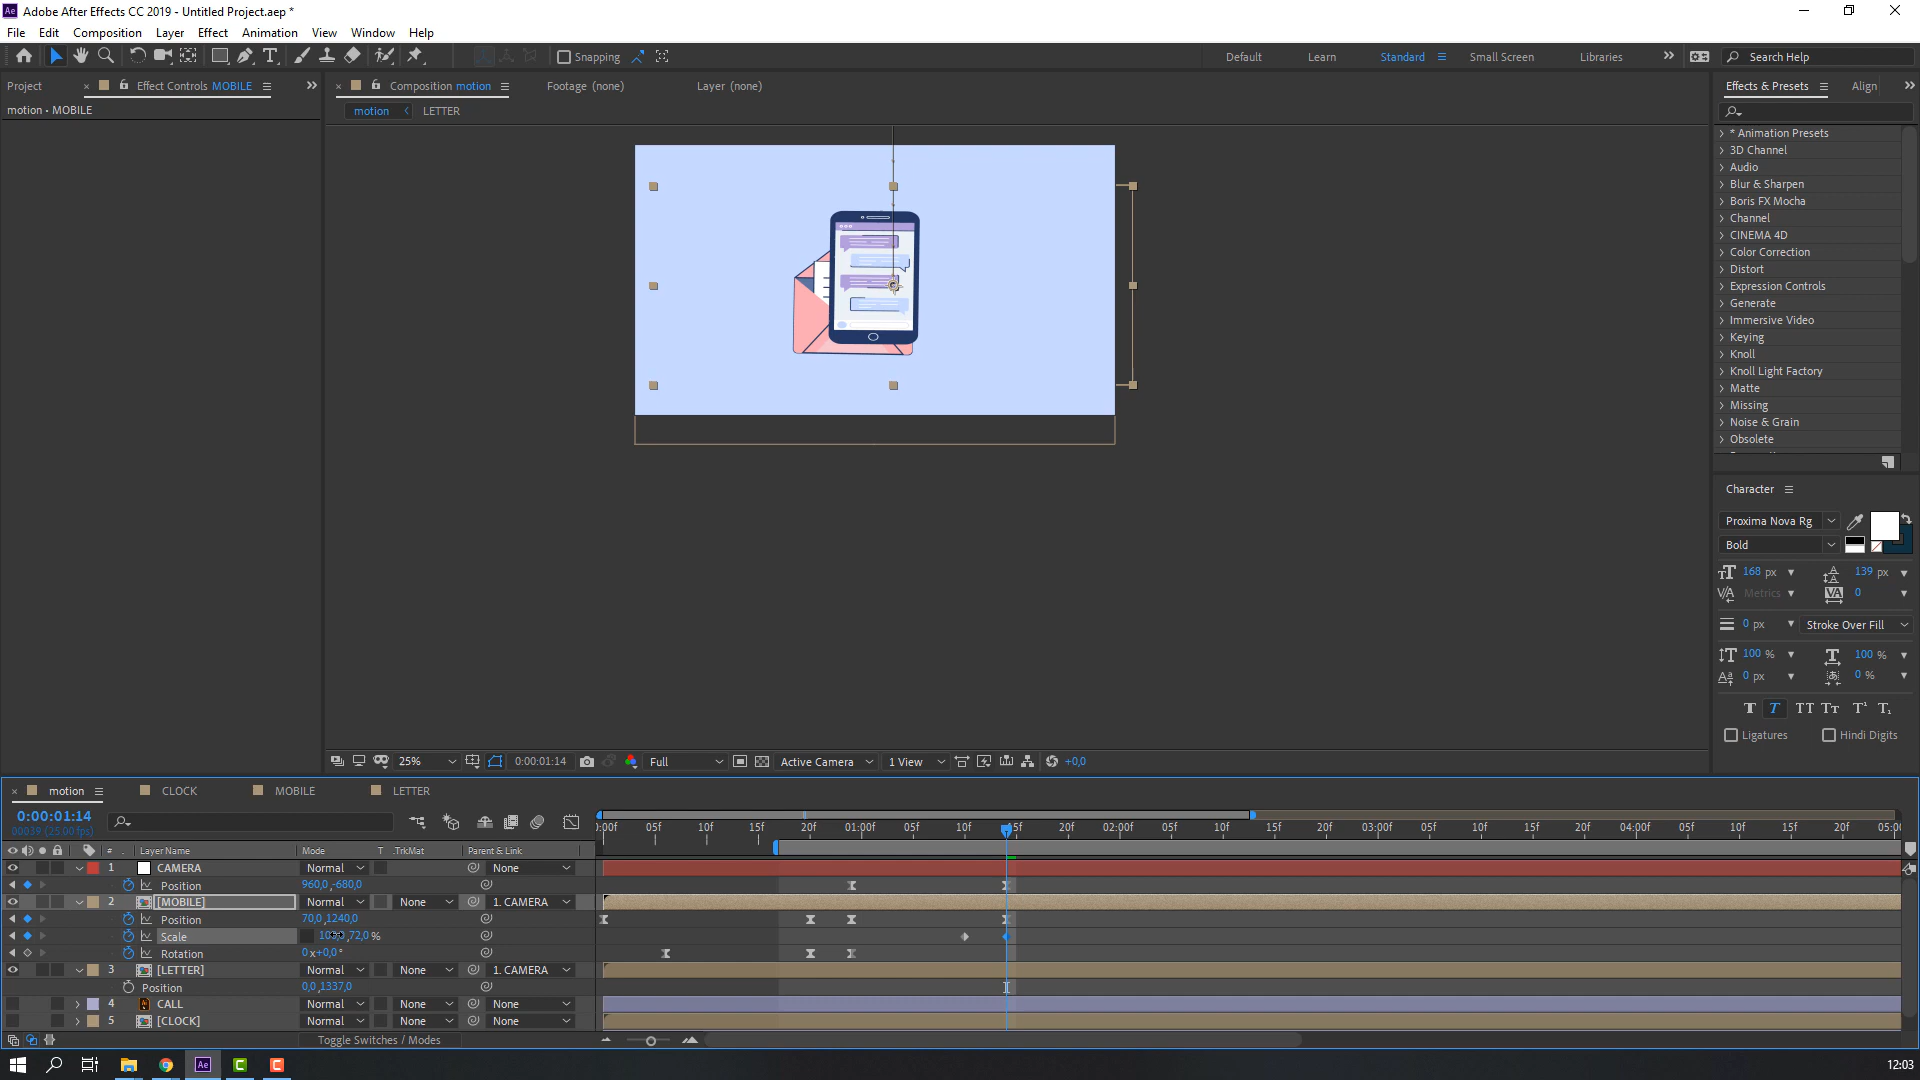 Adobe After Effects CC 2019 - Untitled Project.aep *
File Edit Composition Layer Effect Animation View Window Help
Snapping Default Learn Standard Small Screen Libraries Search Help
Project Effect Controls MOBILE Composition motion Footage (none) Layer (none) Effects & Presets Align
motion • MOBILE motion LETTER
* Animation Presets
3D Channel
Audio
Blur & Sharpen
Boris FX Mocha
Channel
CINEMA 4D
Color Correction
Distort
Expression Controls
Generate
Immersive Video
Keying
Knoll
Knoll Light Factory
Matte
Missing
Noise & Grain
Obsolete
Character
Proxima Nova Rg
Bold
168 px 139 px
Metrics 0
0 px Stroke Over Fill
100 % 100 %
0 px 0 %
Ligatures Hindi Digits
25% 0:00:01:14 Full Active Camera 1 View +0,0
motion CLOCK MOBILE LETTER
0:00:01:14
00039 (25.00 fps)
:00f 05f 10f 15f 20f 01:00f 05f 10f 15f 20f 02:00f 10f 15f 20f 03:00f 05f 10f 15f 20f 04:00f 05f 10f 15f 20f 05:00
# Layer Name Mode T .TrkMat Parent & Link
1 CAMERA Normal None
Position 960,0,-680,0
2 [MOBILE] Normal None 1. CAMERA
Position 70,0,1240,0
Scale ,72,0 %
Rotation 0 x+0,0 °
3 [LETTER] Normal None 1. CAMERA
Position 0,0,1337,0
4 CALL Normal None None
5 [CLOCK] Normal None None
Toggle Switches / Modes
12:03